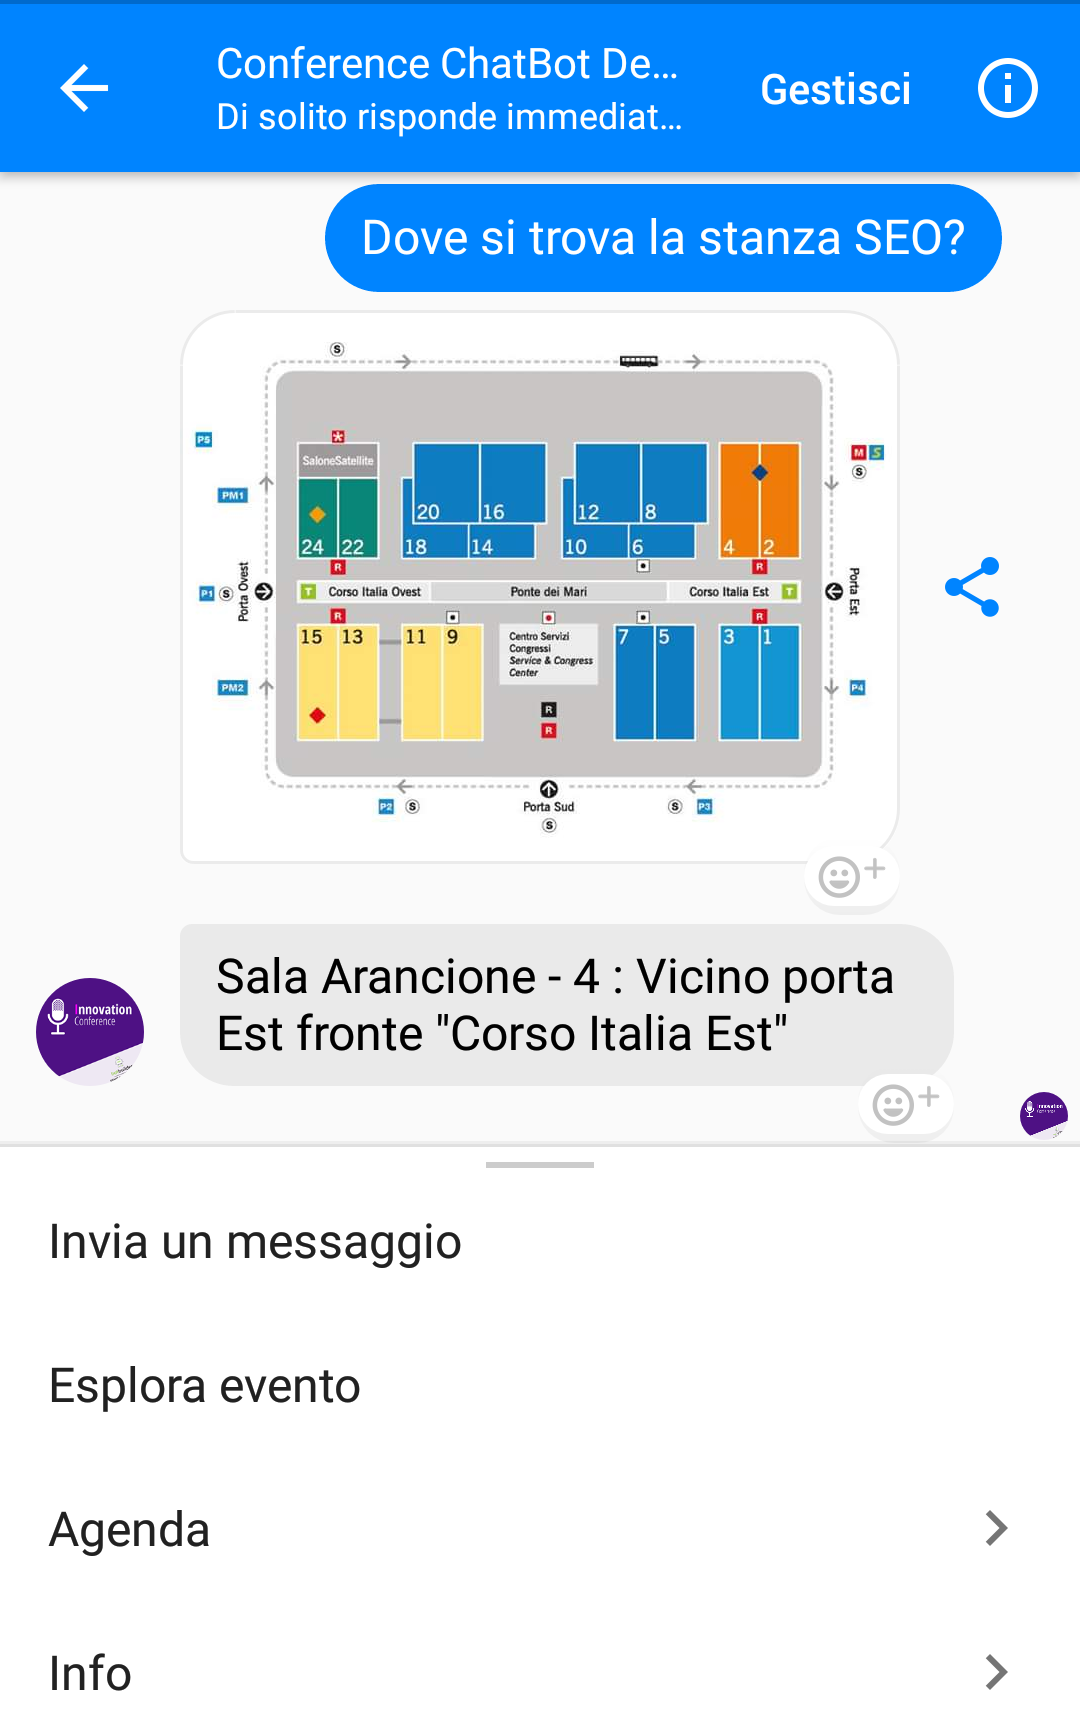 Conference ChatBot De...
Di solito risponde immediat...
Gestisci
Dove si trova la stanza SEO?
S
P5
SaloneSatellite
M S
S
PM1
20 16 12 8
24 22 18 14 10 6 4 2
R R
P1 S Porta Ovest
T Corso Italia Ovest Ponte dei Mari Corso Italia Est T
Porta Est
R R
15 13 11 9 7 5 3 1
Centro Servizi
Congressi
Service & Congress
Center
PM2
P4
R
R
P2 S
Porta Sud
S P3
S
Sala Arancione - 4 : Vicino porta
Est fronte "Corso Italia Est"
Innovation
Conference
Invia un messaggio
Esplora evento
Agenda
Info